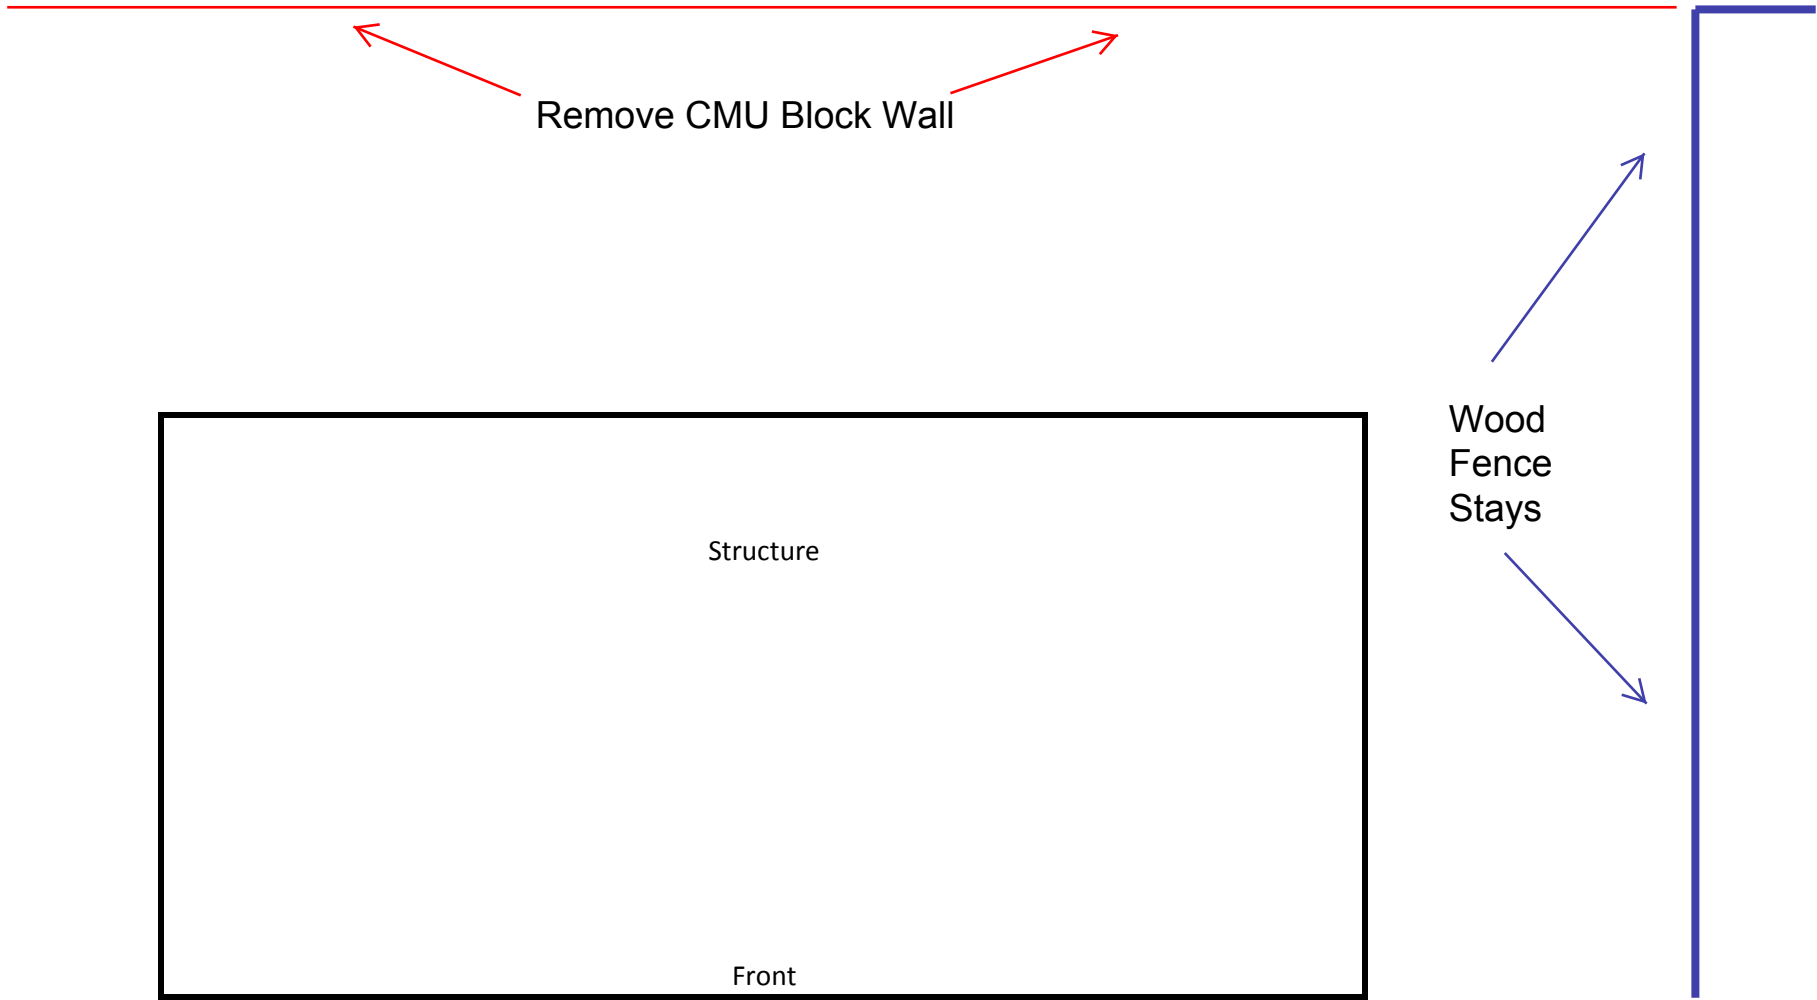 Remove CMU Block Wall
Wood
Fence
Stays
Structure
Front